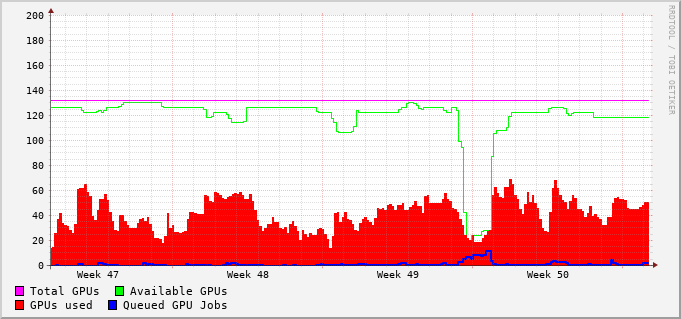 200
180
160
140
120
100
80
60
40
20
0
Week 47 Week 48 Week 49 Week 50
Total GPUs Available GPUs
GPUs used Queued GPU Jobs
RRDTOOL / TOBI OETIKER